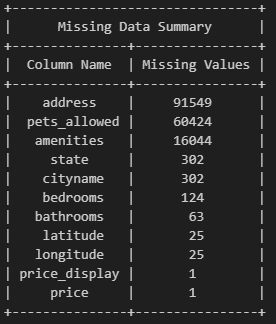 Missing Data Summary
Column Name | Missing Values
address | 91549
pets_allowed | 60424
amenities | 16044
state | 302
cityname | 302
bedrooms | 124
bathrooms | 63
latitude | 25
longitude | 25
price_display | 1
price | 1